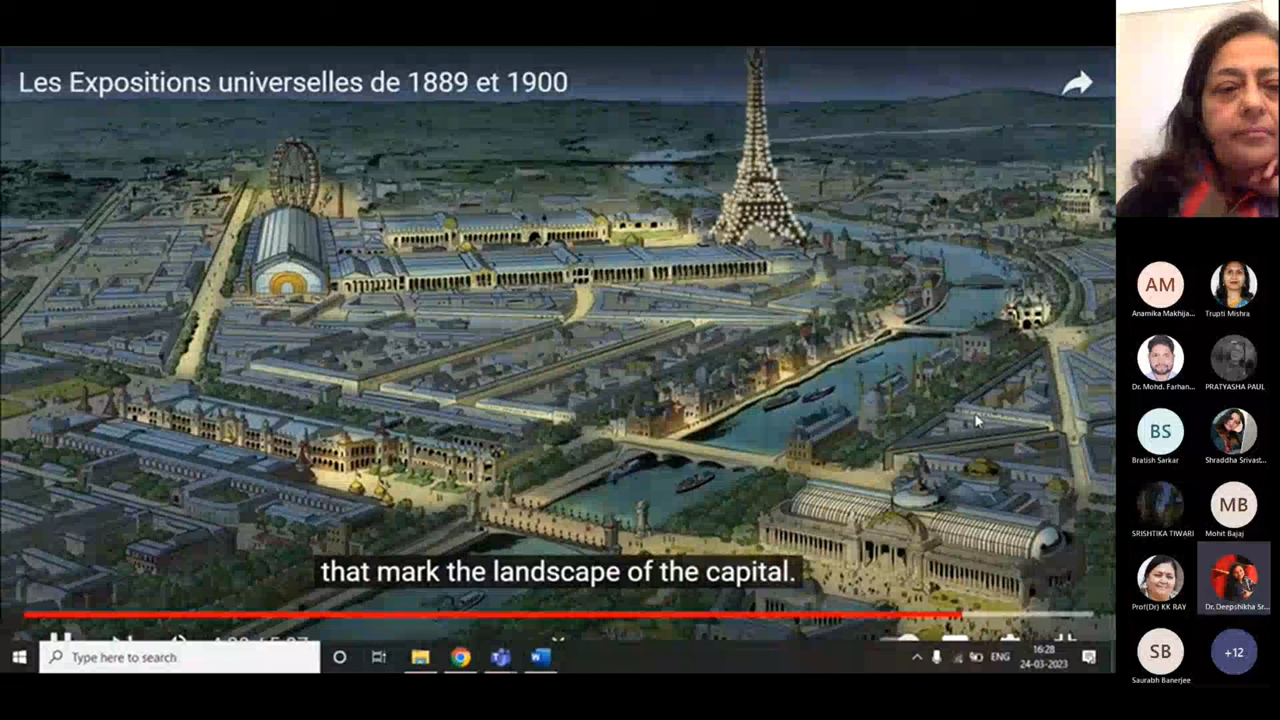 Les Expositions universelles de 1889 et 1900
that mark the landscape of the capital.
Type here to search
ENG
16:28
24-03-2023
AM
Anamika Makhija...
Trupti Mishra
Dr. Mohd. Farhan...
PRATYASHA PAUL
BS
Bratish Sarkar
Shraddha Srivast...
SRISHTIKA TIWARI
MB
Mohit Bajaj
Prof(Dr) KK RAY
Dr. Deepshikha Sr...
SB
Saurabh Banerjee
+12